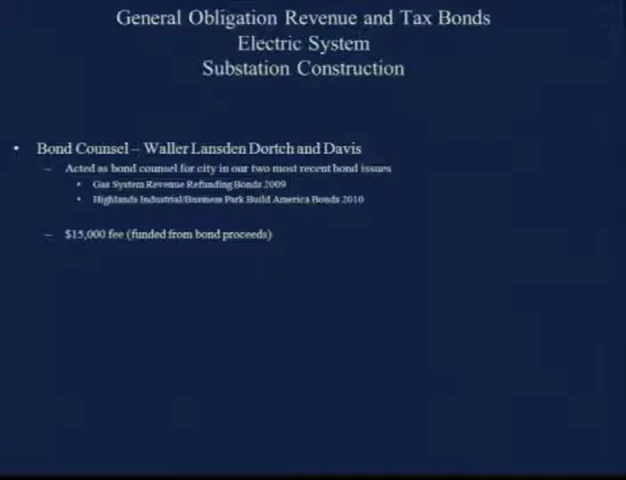 General Obligation Revenue and Tax Bonds
Electric System
Substation Construction
• Bond Counsel – Waller Lansden Dortch and Davis
– Acted as bond counsel for city in our two most recent bond issues
• Gas System Revenue Refunding Bonds 2009
• Highlands Industrial/Business Park Build America Bonds 2010
– $15,000 fee (funded from bond proceeds)